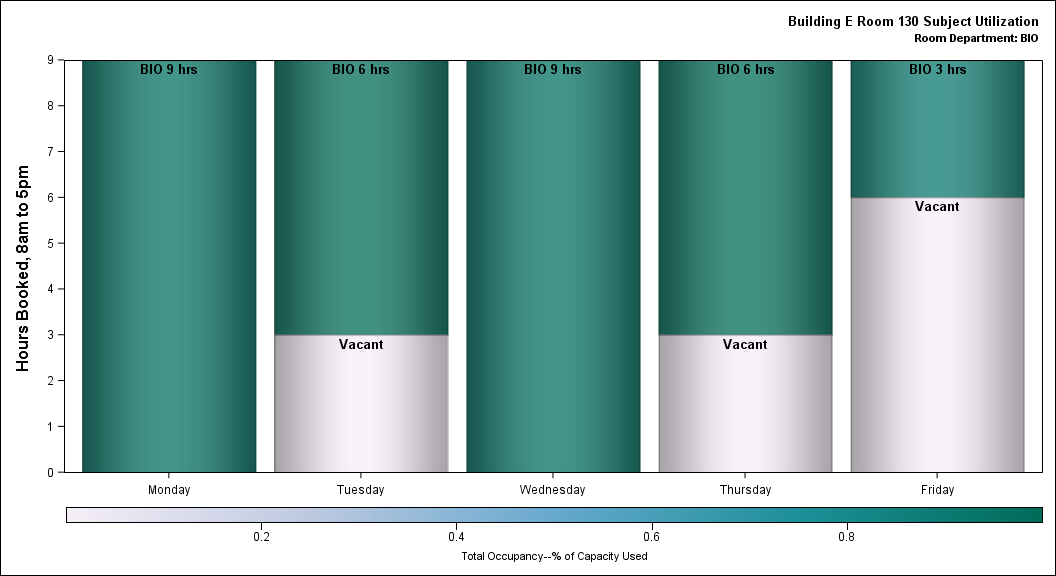 Building E Room 130 Subject Utilization
Room Department: BIO
Hours Booked, 8am to 5pm
9
8
7
6
5
4
3
2
1
0
BIO 9 hrs
BIO 6 hrs
BIO 9 hrs
BIO 6 hrs
BIO 3 hrs
Vacant
Vacant
Vacant
Monday
Tuesday
Wednesday
Thursday
Friday
0.2
0.4
0.6
0.8
Total Occupancy--% of Capacity Used